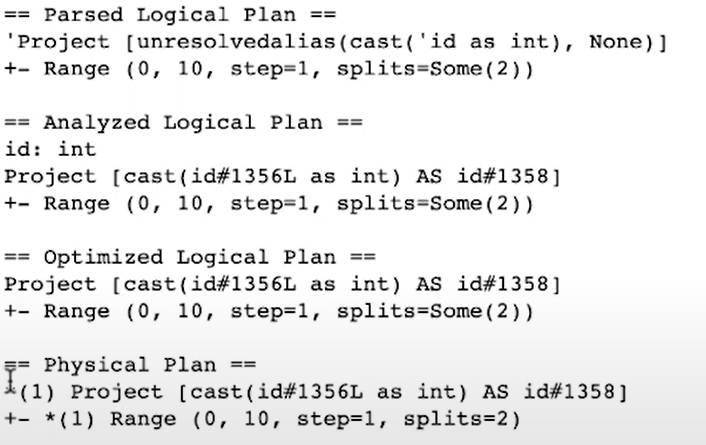 == Parsed Logical Plan ==
'Project [unresolvedalias(cast('id as int), None)]
+- Range (0, 10, step=1, splits=Some(2))
== Analyzed Logical Plan ==
id: int
Project [cast(id#1356L as int) AS id#1358]
+- Range (0, 10, step=1, splits=Some(2))
== Optimized Logical Plan ==
Project [cast(id#1356L as int) AS id#1358]
+- Range (0, 10, step=1, splits=Some(2))
== Physical Plan ==
*(1) Project [cast(id#1356L as int) AS id#1358]
+- *(1) Range (0, 10, step=1, splits=2)